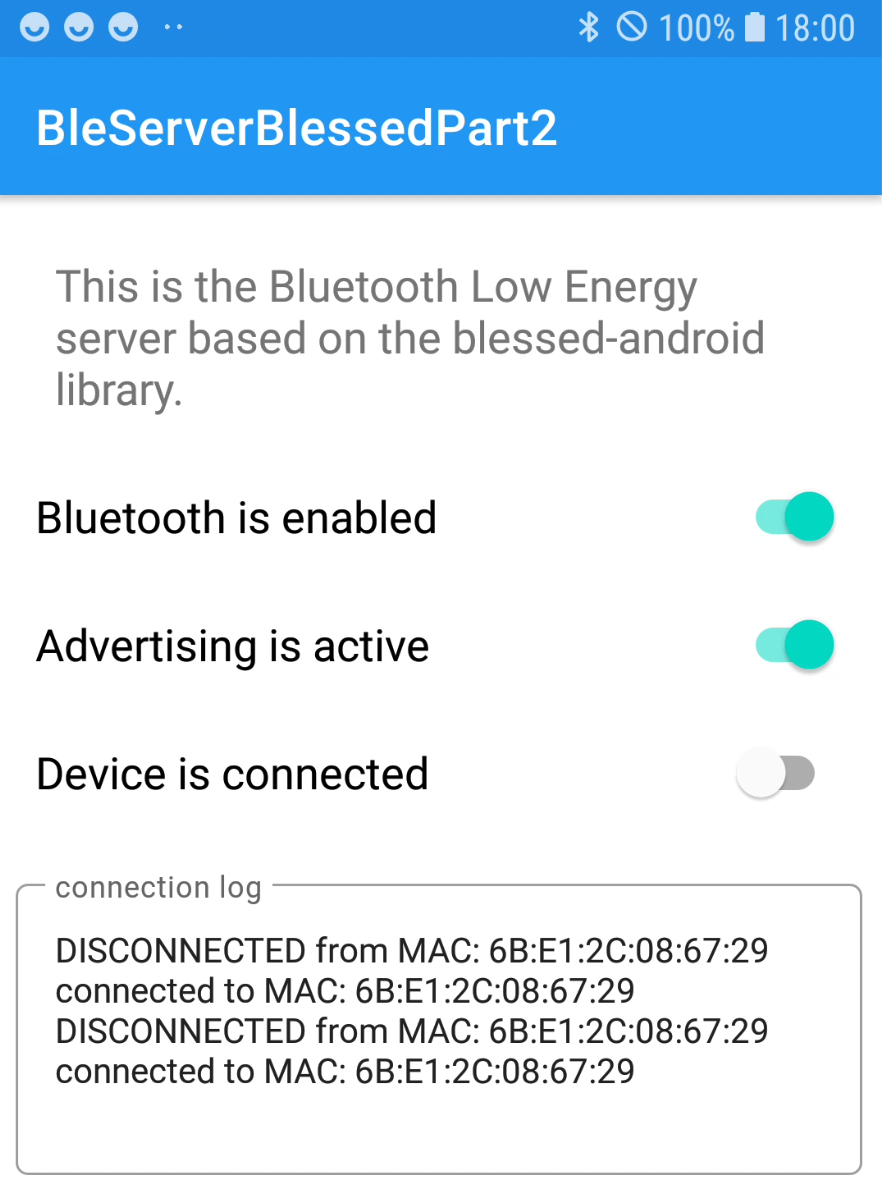 100% 18:00
BleServerBlessedPart2
This is the Bluetooth Low Energy
server based on the blessed-android
library.
Bluetooth is enabled
Advertising is active
Device is connected
connection log
DISCONNECTED from MAC: 6B:E1:2C:08:67:29
connected to MAC: 6B:E1:2C:08:67:29
DISCONNECTED from MAC: 6B:E1:2C:08:67:29
connected to MAC: 6B:E1:2C:08:67:29